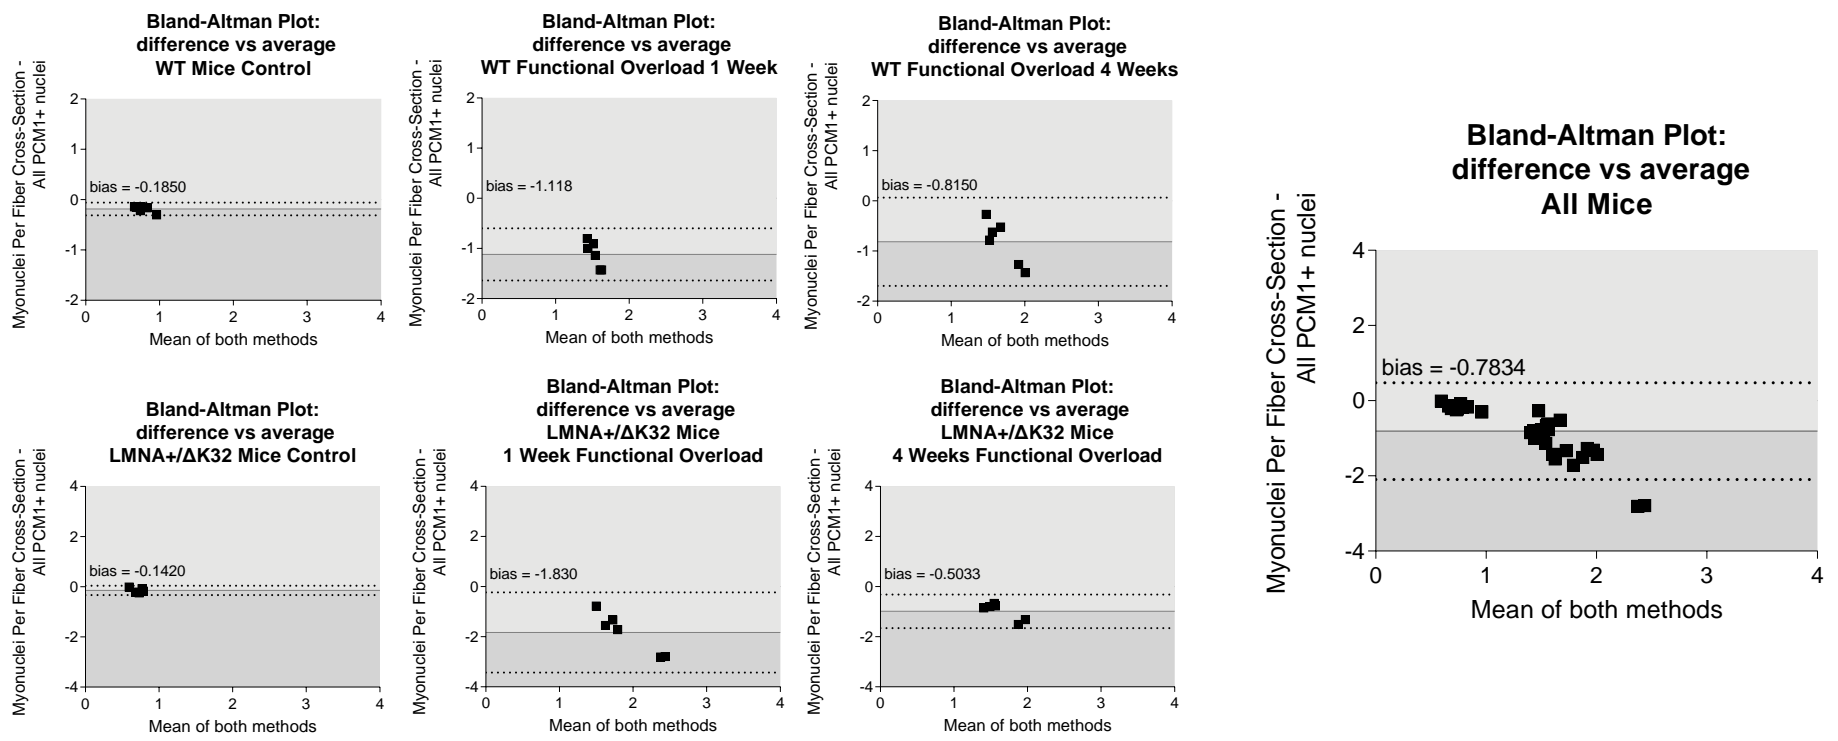 Bland-Altman Plot:
difference vs average
WT Mice Control
Myonuclei Per Fiber Cross-Section -
All PCM1+ nuclei
2
1
0
-1
-2
bias = -0.1850
0
1
2
3
4
Mean of both methods
Bland-Altman Plot:
difference vs average
WT Functional Overload 1 Week
Myonuclei Per Fiber Cross-Section -
All PCM1+ nuclei
2
1
0
-1
-2
bias = -1.118
0
1
2
3
4
Mean of both methods
Bland-Altman Plot:
difference vs average
WT Functional Overload 4 Weeks
Myonuclei Per Fiber Cross-Section -
All PCM1+ nuclei
2
1
0
-1
-2
bias = -0.8150
0
1
2
3
4
Mean of both methods
Bland-Altman Plot:
difference vs average
LMNA+/ΔK32 Mice Control
Myonuclei Per Fiber Cross-Section -
All PCM1+ nuclei
4
2
0
-2
-4
bias = -0.1420
0
1
2
3
4
Mean of both methods
Bland-Altman Plot:
difference vs average
LMNA+/ΔK32 Mice
1 Week Functional Overload
Myonuclei Per Fiber Cross-Section -
All PCM1+ nuclei
4
2
0
-2
-4
bias = -1.830
0
1
2
3
4
Mean of both methods
Bland-Altman Plot:
difference vs average
LMNA+/ΔK32 Mice
4 Weeks Functional Overload
Myonuclei Per Fiber Cross-Section -
All PCM1+ nuclei
4
2
0
-2
-4
bias = -0.5033
0
1
2
3
4
Mean of both methods
Bland-Altman Plot:
difference vs average
All Mice
Myonuclei Per Fiber Cross-Section -
All PCM1+ nuclei
4
2
0
-2
-4
bias = -0.7834
0
1
2
3
4
Mean of both methods